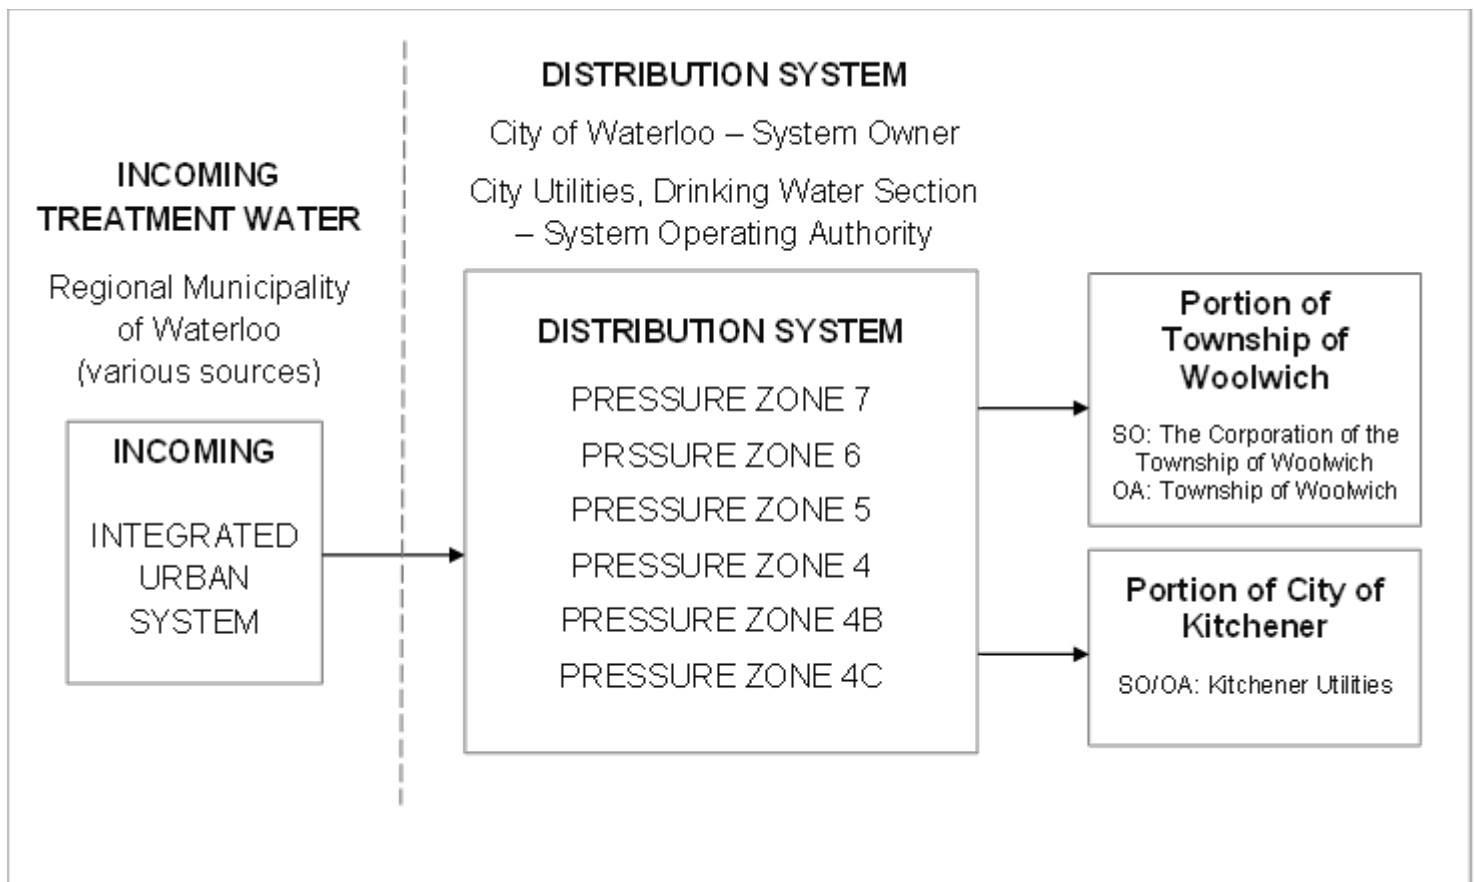 INCOMING
TREATMENT WATER
Regional Municipality
of Waterloo
(various sources)
INCOMING
INTEGRATED
URBAN
SYSTEM
DISTRIBUTION SYSTEM
City of Waterloo – System Owner
City Utilities, Drinking Water Section
– System Operating Authority
DISTRIBUTION SYSTEM
PRESSURE ZONE 7
PRSSURE ZONE 6
PRESSURE ZONE 5
PRESSURE ZONE 4
PRESSURE ZONE 4B
PRESSURE ZONE 4C
Portion of
Township of
Woolwich
SO: The Corporation of the
Township of Woolwich
OA: Township of Woolwich
Portion of City of
Kitchener
SO/OA: Kitchener Utilities